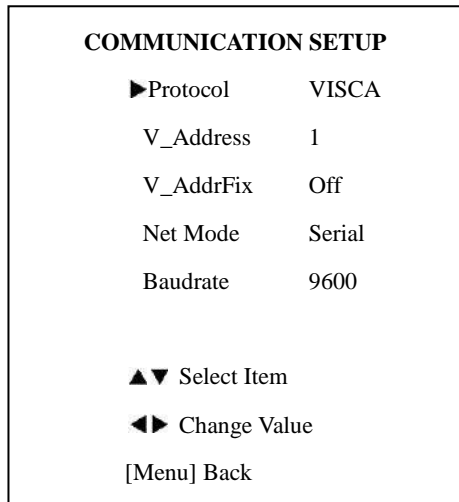 COMMUNICATION SETUP
▶Protocol VISCA
V_Address 1
V_AddrFix Off
Net Mode Serial
Baudrate 9600
▲▼ Select Item
◀▶ Change Value
[Menu] Back